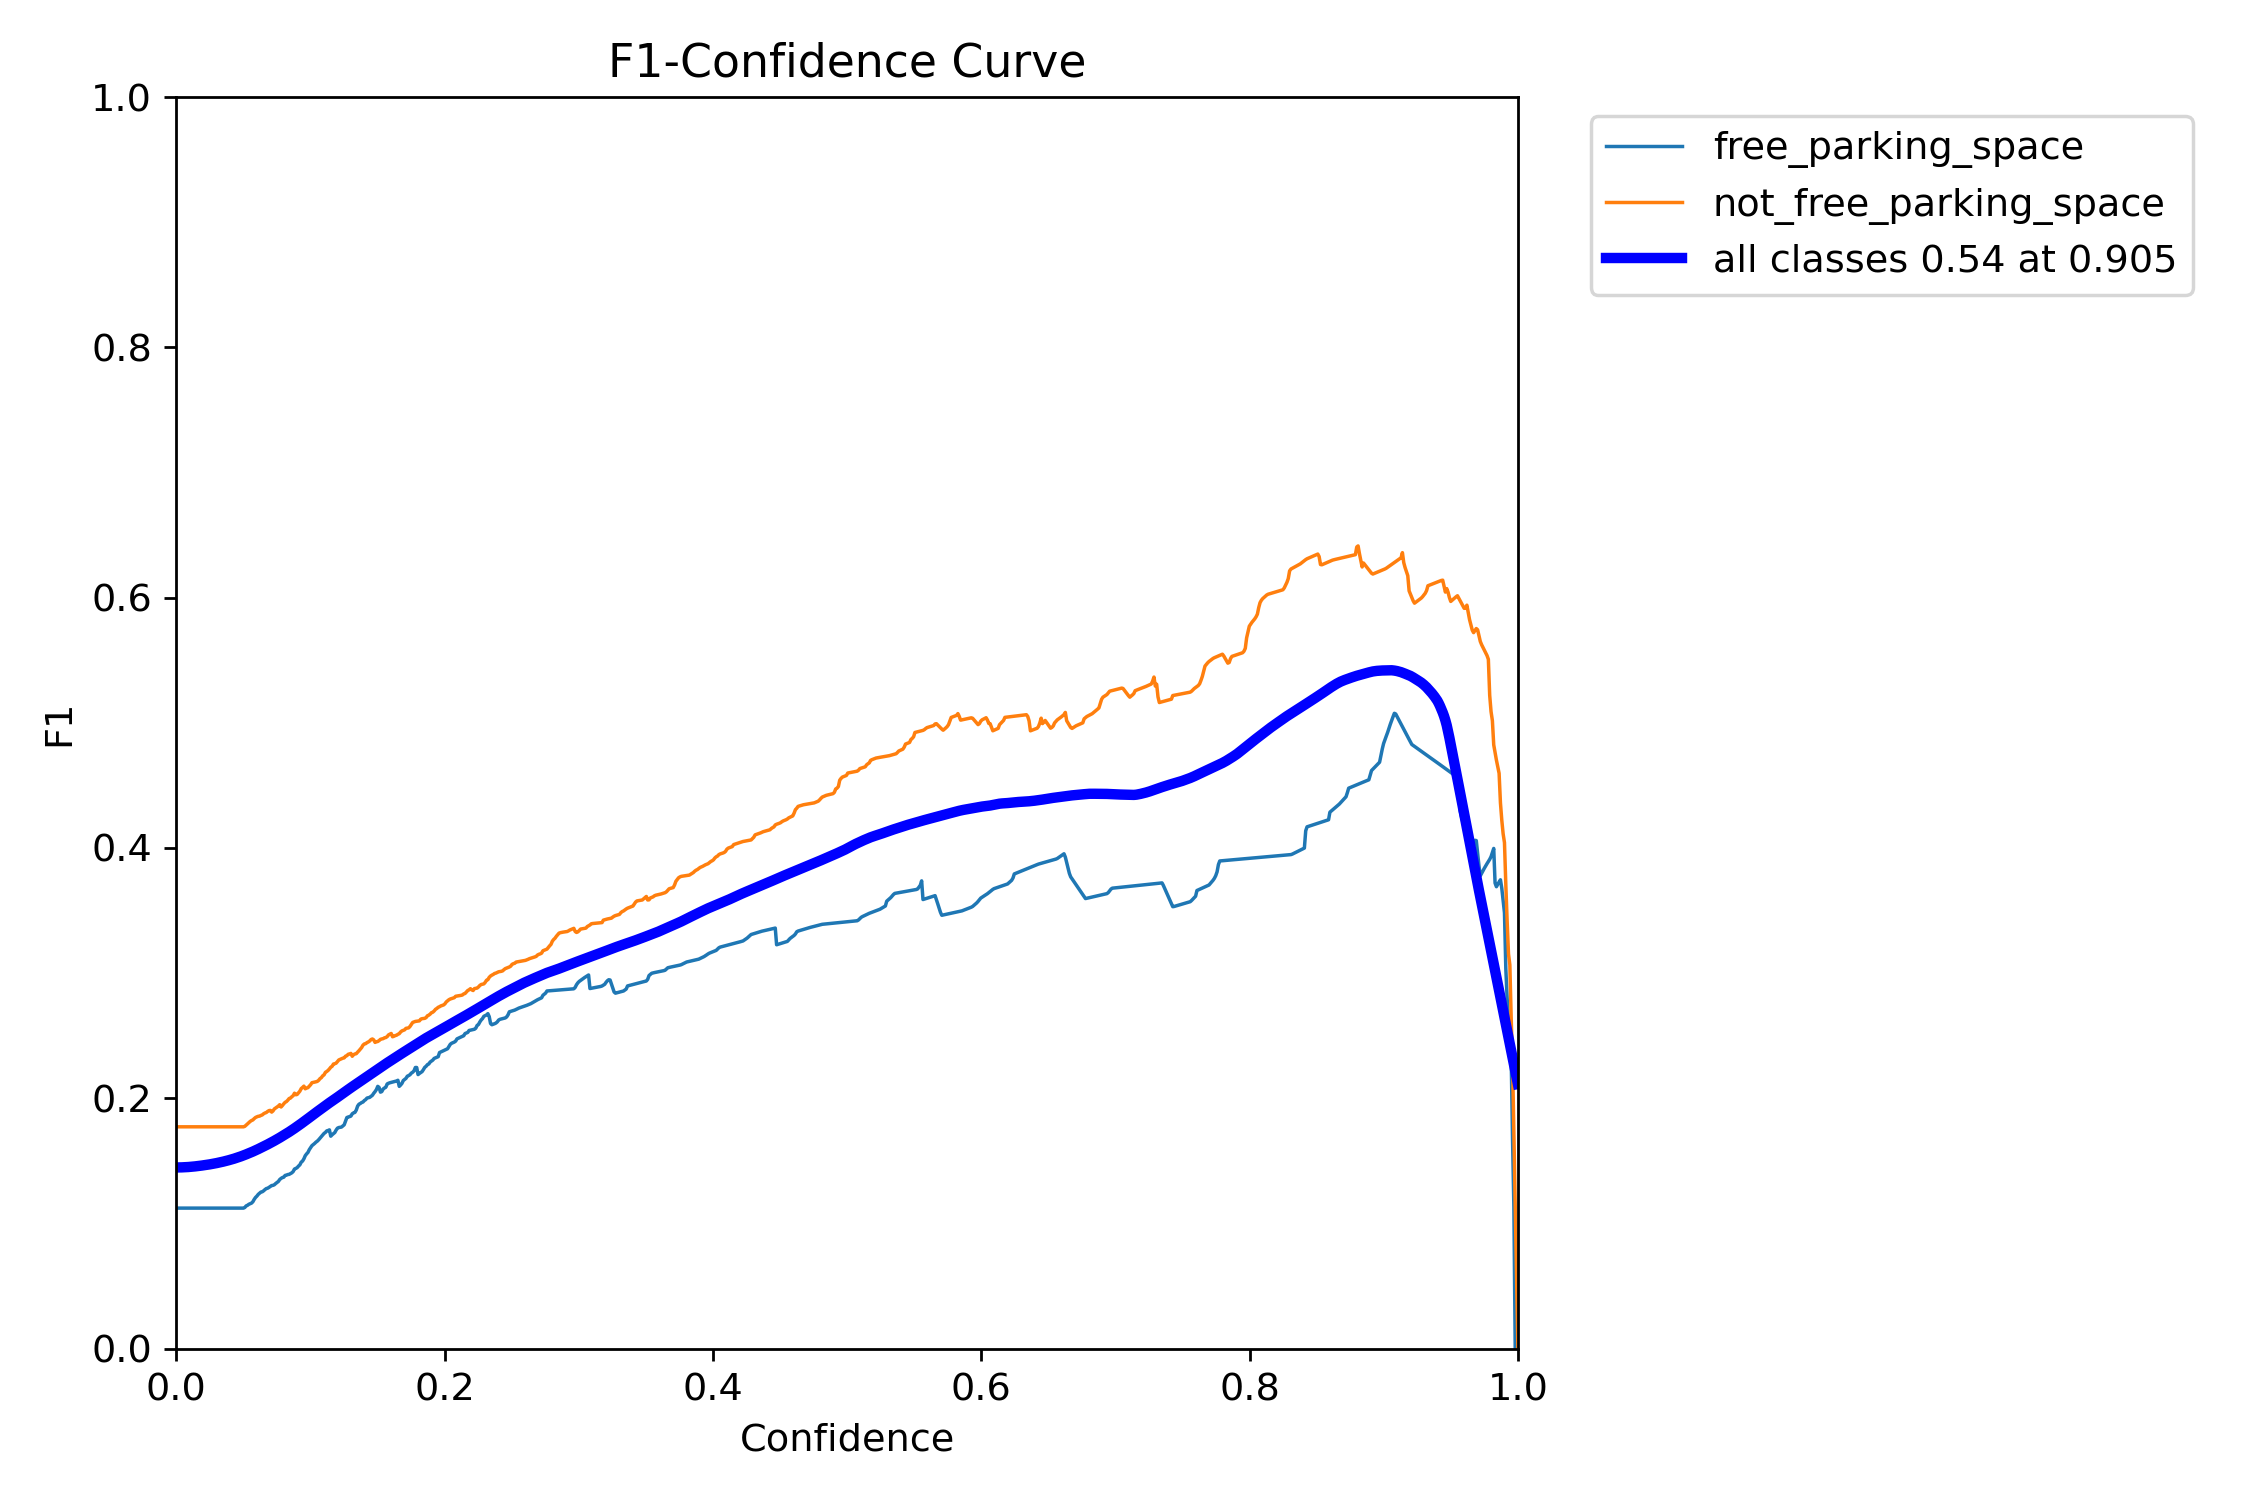 F1-Confidence Curve
1.0
0.8
0.6
0.4
0.2
0.0
F1
0.0 0.2 0.4 0.6 0.8 1.0
Confidence
free_parking_space
not_free_parking_space
all classes 0.54 at 0.905